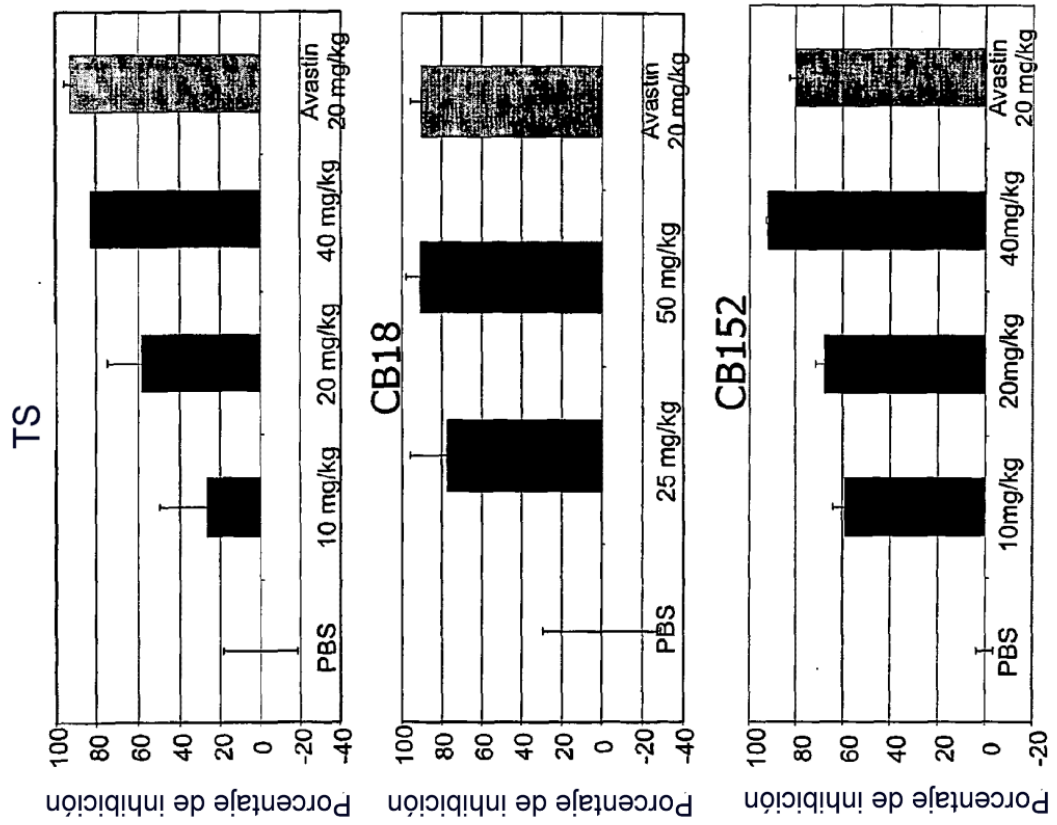 TS
Porcentaje de inhibición
100
80
60
40
20
0
-20
-40
PBS
10 mg/kg
20 mg/kg
40 mg/kg
Avastin
20 mg/kg
CB18
Porcentaje de inhibición
100
80
60
40
20
0
-20
-40
PBS
25 mg/kg
50 mg/kg
Avastin
20 mg/kg
CB152
Porcentaje de inhibición
100
80
60
40
20
0
-20
PBS
10mg/kg
20mg/kg
40mg/kg
Avastin
20 mg/kg